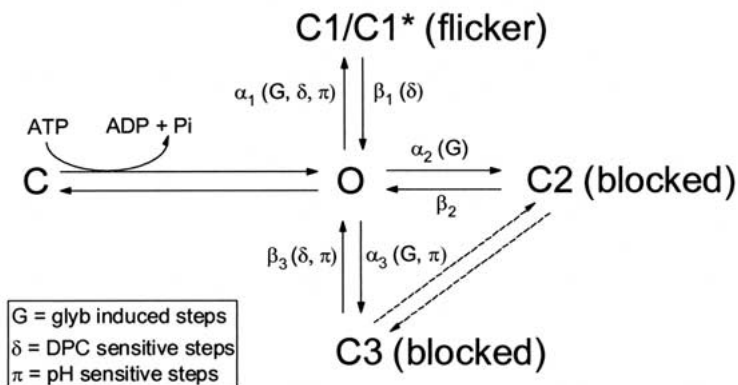 C1/C1* (flicker)
α1 (G, δ, π) β1 (δ)
ATP ADP + Pi
α2 (G)
C O C2 (blocked)
β2
β3 (δ, π) α3 (G, π)
C3 (blocked)
G = glyb induced steps
δ = DPC sensitive steps
π = pH sensitive steps